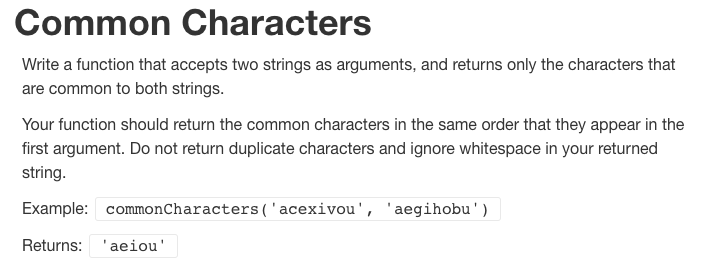 Common Characters
Write a function that accepts two strings as arguments, and returns only the characters that
are common to both strings.
Your function should return the common characters in the same order that they appear in the
first argument. Do not return duplicate characters and ignore whitespace in your returned
string.
Example: commonCharacters('acexivou', 'aegihobu')
Returns: 'aeiou'